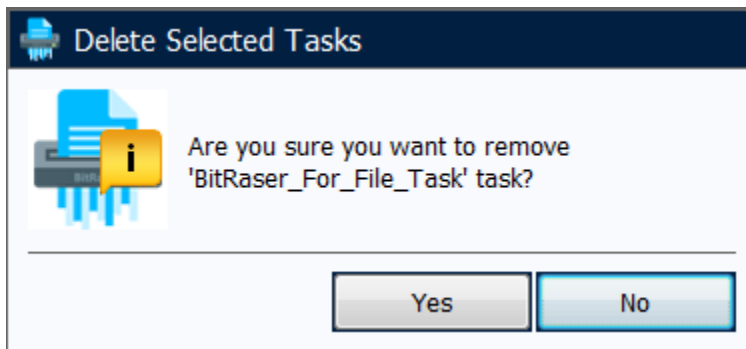 Delete Selected Tasks
Are you sure you want to remove
'BitRaser_For_File_Task' task?
Yes
No